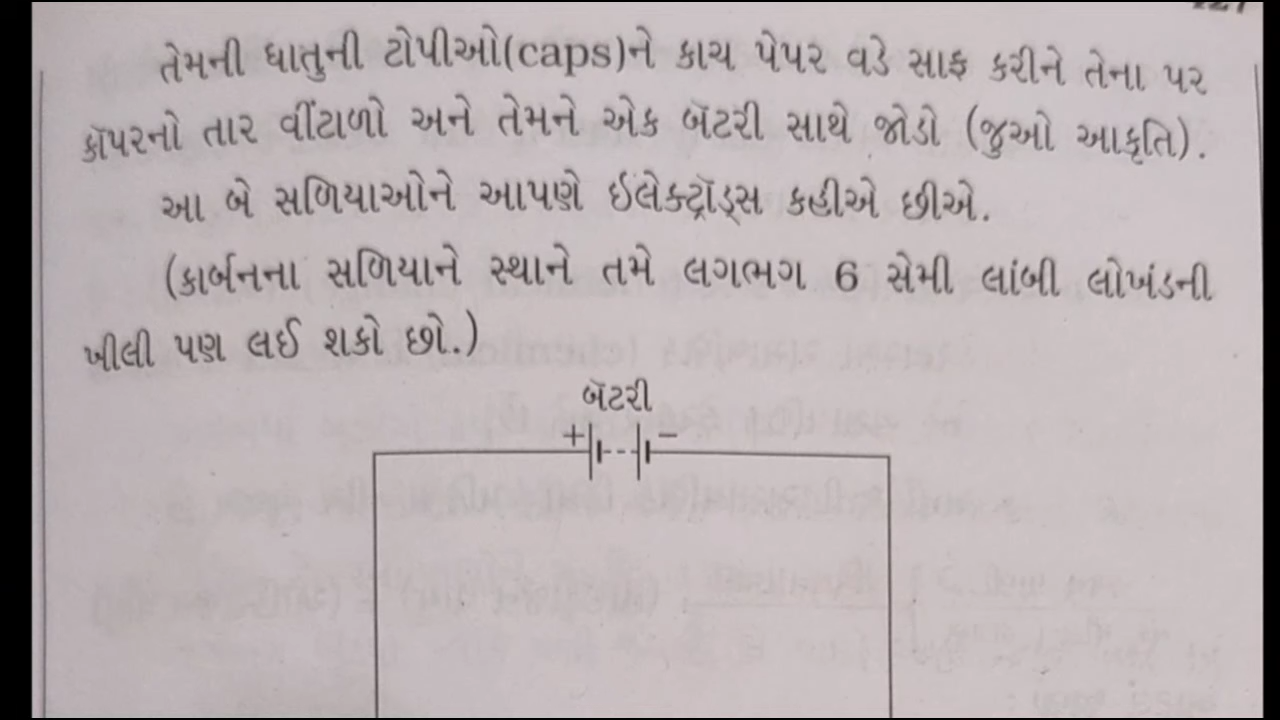 તેમની ધાતુની ટોપીઓ(caps)ને કાચ પેપર વડે સાફ કરીને તેના પર
કૉપરનો તાર વીંટાળો અને તેમને એક બૅટરી સાથે જોડો (જુઓ આકૃતિ).
આ બે સળિયાઓને આપણે ઇલેક્ટ્રૉડ્સ કહીએ છીએ.
(કાર્બનના સળિયાને સ્થાને તમે લગભગ 6 સેમી લાંબી લોખંડની
ખીલી પણ લઈ શકો છો.)
બૅટરી
+ −